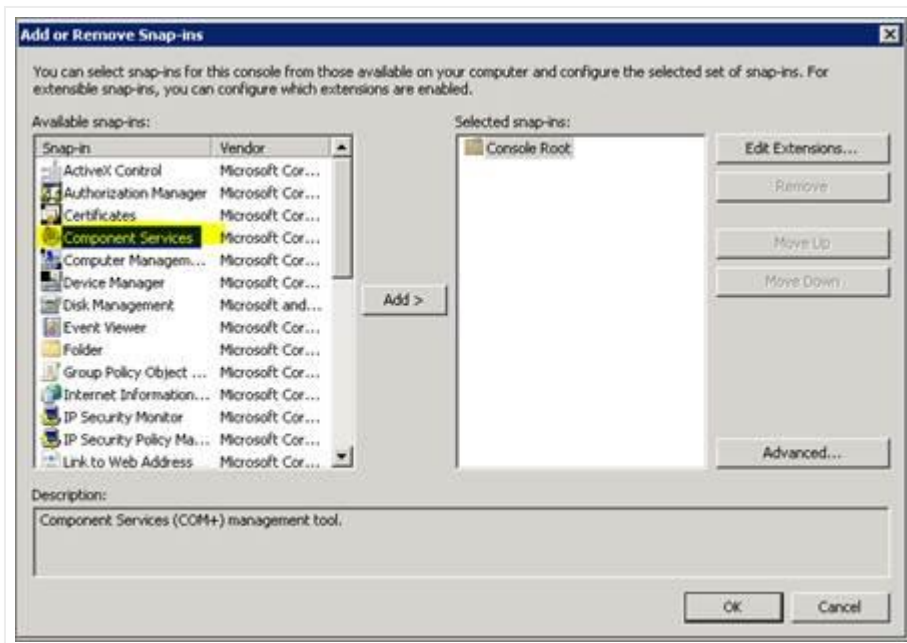 Add or Remove Snap-ins
You can select snap-ins for this console from those available on your computer and configure the selected set of snap-ins. For
extensible snap-ins, you can configure which extensions are enabled.
Available snap-ins:
Selected snap-ins:
Snap-in Vendor
ActiveX Control Microsoft Cor...
Authorization Manager Microsoft Cor...
Certificates Microsoft Cor...
Component Services Microsoft Cor...
Computer Managem... Microsoft Cor...
Device Manager Microsoft Cor...
Disk Management Microsoft and...
Event Viewer Microsoft Cor...
Folder Microsoft Cor...
Group Policy Object ... Microsoft Cor...
Internet Information... Microsoft Cor...
IP Security Monitor Microsoft Cor...
IP Security Policy Ma... Microsoft Cor...
Link to Web Address Microsoft Cor...
Add >
Console Root
Edit Extensions...
Remove
Move Up
Move Down
Advanced...
Description:
Component Services (COM+) management tool.
OK Cancel